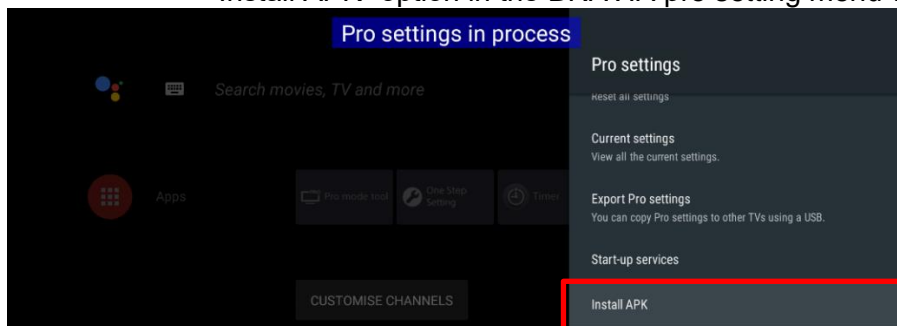 Pro settings in process
Search movies, TV and more
Apps
Pro mode tool
One Step
Setting
Timer
CUSTOMISE CHANNELS
Pro settings
Reset all settings
Current settings
View all the current settings.
Export Pro settings
You can copy Pro settings to other TVs using a USB.
Start-up services
Install APK